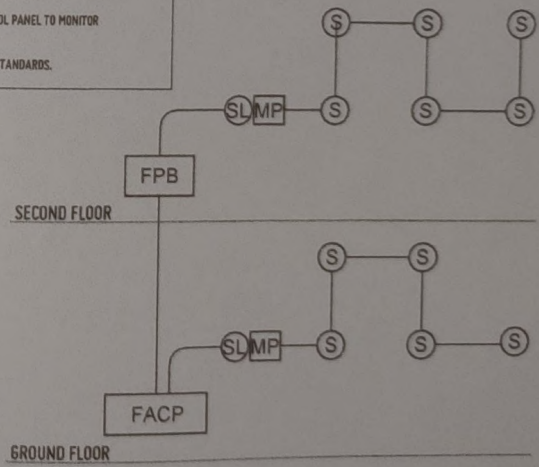 OL PANEL TO MONITOR
TANDARDS.
S S S
SL MP S S S
FPB
SECOND FLOOR
S S
SL MP S S S
FACP
GROUND FLOOR